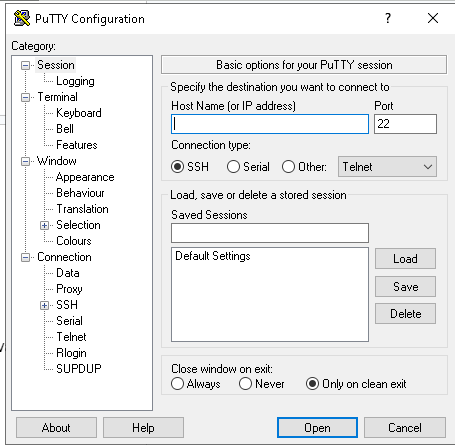 PuTTY Configuration
?
Category:
Session
Logging
Terminal
Keyboard
Bell
Features
Window
Appearance
Behaviour
Translation
Selection
Colours
Connection
Data
Proxy
SSH
Serial
Telnet
Rlogin
SUPDUP
Basic options for your PuTTY session
Specify the destination you want to connect to
Host Name (or IP address) Port
22
Connection type:
SSH Serial Other: Telnet
Load, save or delete a stored session
Saved Sessions
Default Settings
Load
Save
Delete
Close window on exit:
Always Never Only on clean exit
About Help Open Cancel